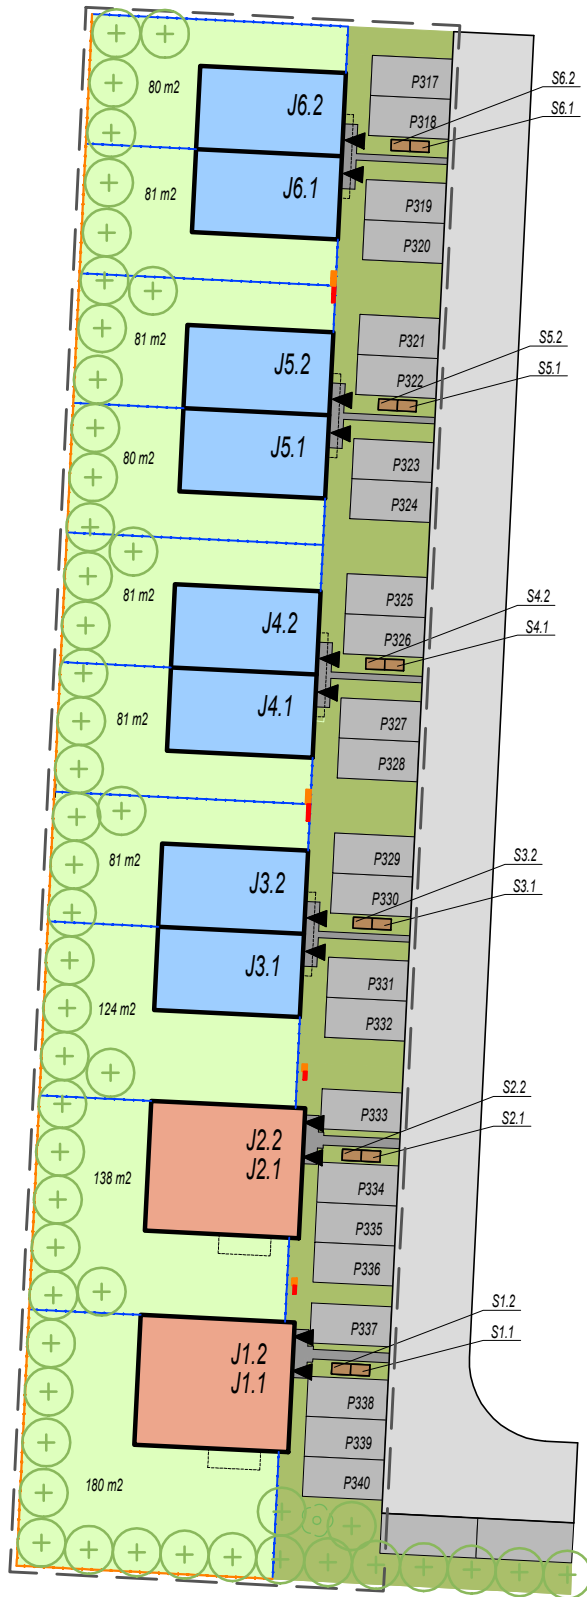 P317
S6.2
80 m2
J6.2
P318
S6.1
81 m2
J6.1
P319
P320
P321
S5.2
81 m2
J5.2
P322
S5.1
80 m2
J5.1
P323
P324
P325
S4.2
81 m2
J4.2
P326
S4.1
81 m2
J4.1
P327
P328
P329
S3.2
81 m2
J3.2
P330
S3.1
J3.1
P331
124 m2
P332
S2.2
P333
S2.1
138 m2
J2.2
J2.1
P334
P335
P336
S1.2
P337
S1.1
J1.2
J1.1
P338
P339
180 m2
P340